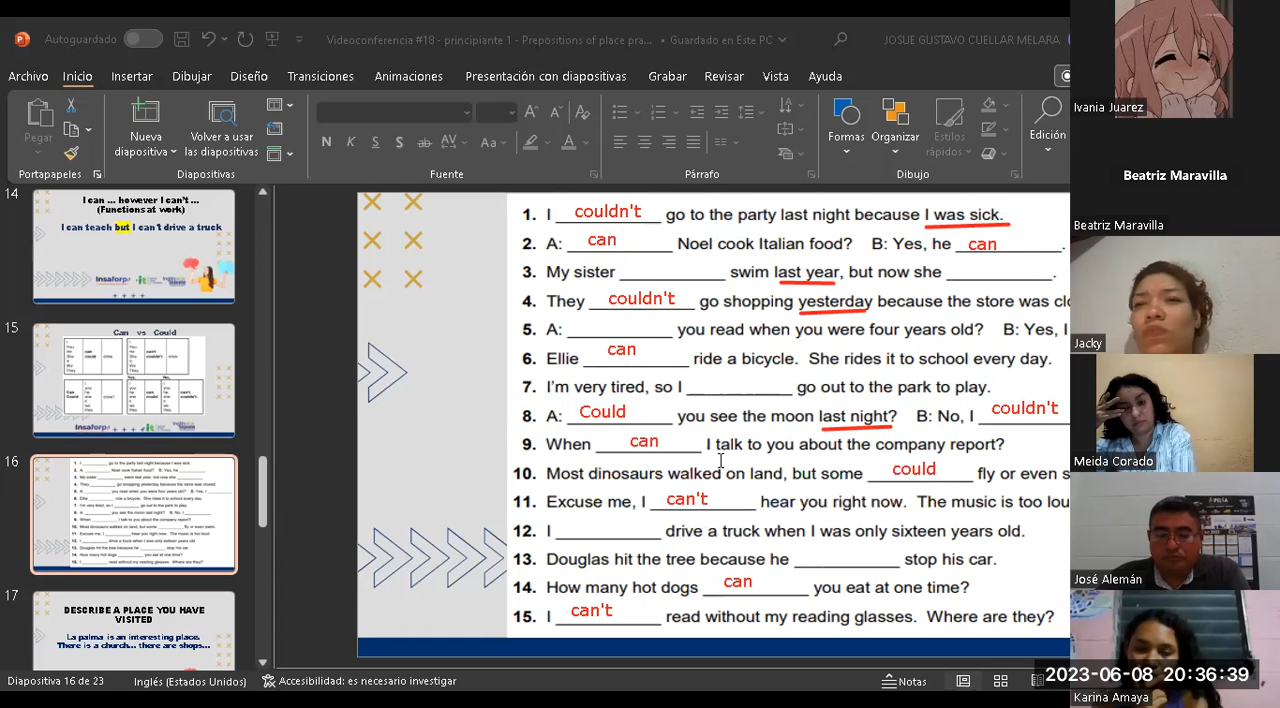 Autoguardado
Videoconferencia #18 - principiante 1 - Prepositions of place pra... • Guardado en Este PC
JOSUE GUSTAVO CUELLAR MELARA
Archivo Inicio Insertar Dibujar Diseño Transiciones Animaciones Presentación con diapositivas Grabar Revisar Vista Ayuda
Pegar
Nueva diapositiva
Volver a usar las diapositivas
Formas
Organizar
Estilos rápidos
Edición
Portapapeles
Diapositivas
Fuente
Párrafo
Dibujo
14
I can ... however I can't ...
(Functions at work)
I can teach but I can't drive a truck
Insaforp
15
Can vs Could
Insaforp
16
17
DESCRIBE A PLACE YOU HAVE
VISITED
La palma is an interesting place.
There is a church... there are shops...
1. I couldn't go to the party last night because I was sick.
2. A: can Noel cook Italian food? B: Yes, he can.
3. My sister ____________ swim last year, but now she ____________.
4. They couldn't go shopping yesterday because the store was clo
5. A: ____________ you read when you were four years old? B: Yes, I
6. Ellie can ride a bicycle. She rides it to school every day.
7. I'm very tired, so I ____________ go out to the park to play.
8. A: Could you see the moon last night? B: No, I couldn't
9. When can I talk to you about the company report?
10. Most dinosaurs walked on land, but some could fly or even s
11. Excuse me, I can't hear you right now. The music is too lou
12. I ____________ drive a truck when I was only sixteen years old.
13. Douglas hit the tree because he ____________ stop his car.
14. How many hot dogs can you eat at one time?
15. I can't read without my reading glasses. Where are they?
Diapositiva 16 de 23
Inglés (Estados Unidos)
Accesibilidad: es necesario investigar
Notas
Ivania Juarez
Beatriz Maravilla
Beatriz Maravilla
Jacky
Meida Corado
José Alemán
2023-06-08 20:36:39
Karina Amaya